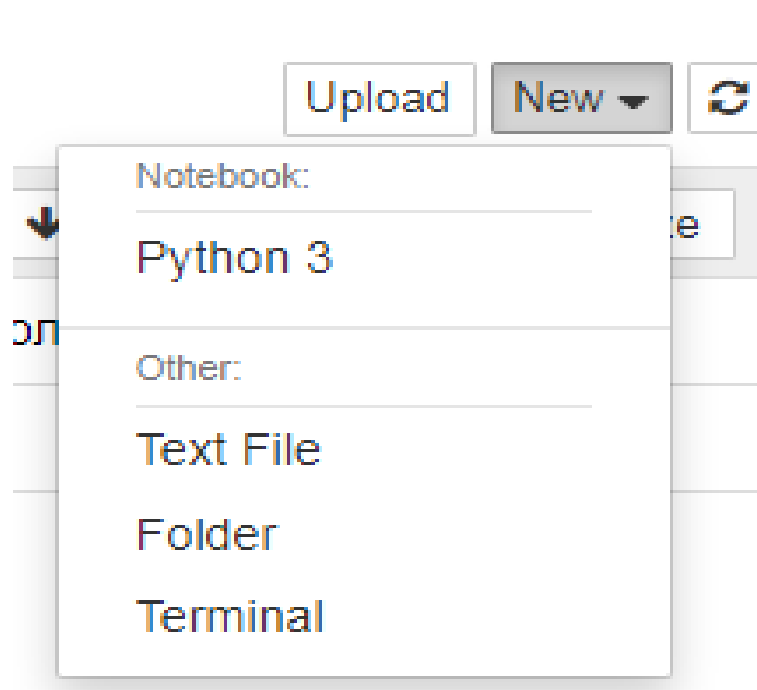 Upload New
Notebook:
Python 3
Other:
Text File
Folder
Terminal